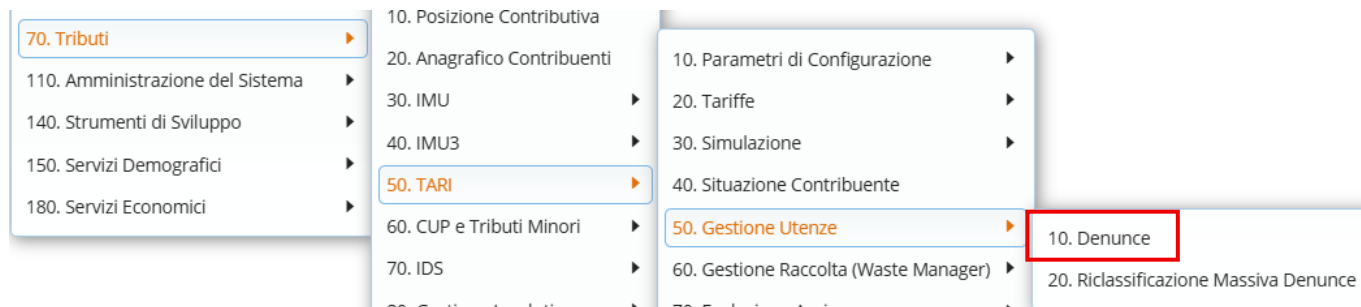 70. Tributi
110. Amministrazione del Sistema
140. Strumenti di Sviluppo
150. Servizi Demografici
180. Servizi Economici
10. Posizione Contributiva
20. Anagrafico Contribuenti
30. IMU
40. IMU3
50. TARI
60. CUP e Tributi Minori
70. IDS
10. Parametri di Configurazione
20. Tariffe
30. Simulazione
40. Situazione Contribuente
50. Gestione Utenze
60. Gestione Raccolta (Waste Manager)
10. Denunce
20. Riclassificazione Massiva Denunce